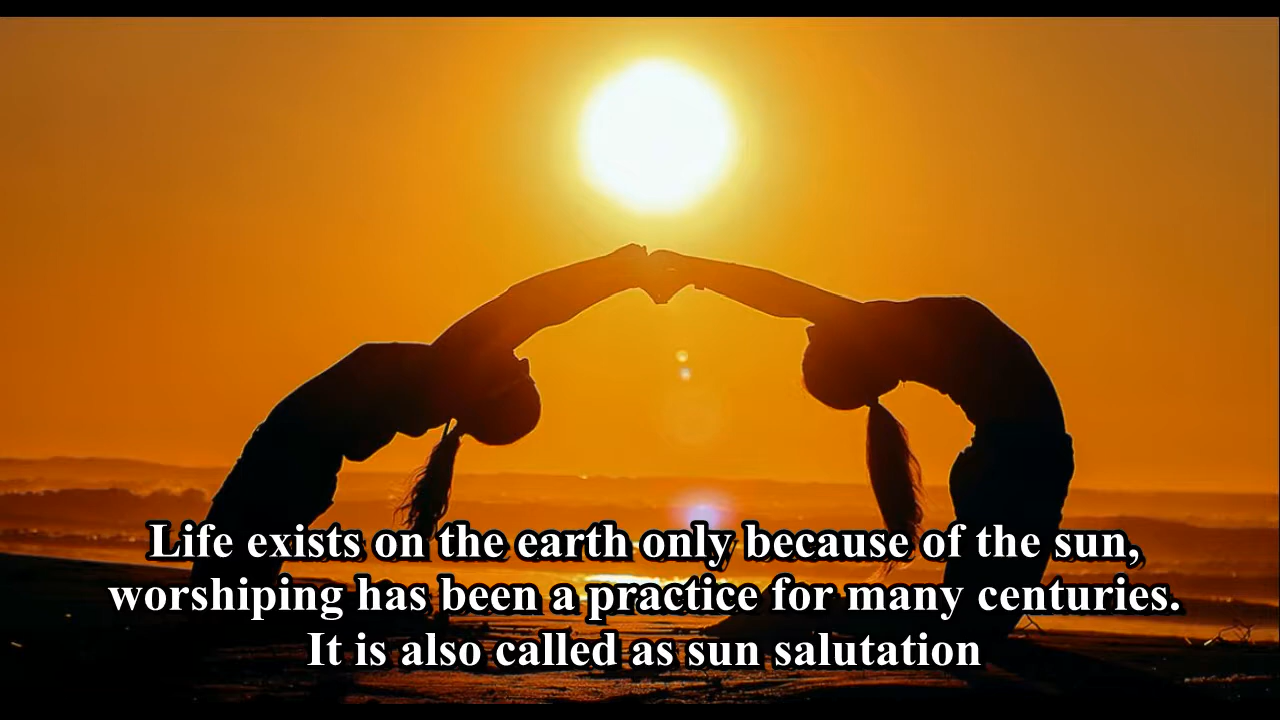 Life exists on the earth only because of the sun,
worshiping has been a practice for many centuries.
It is also called as sun salutation